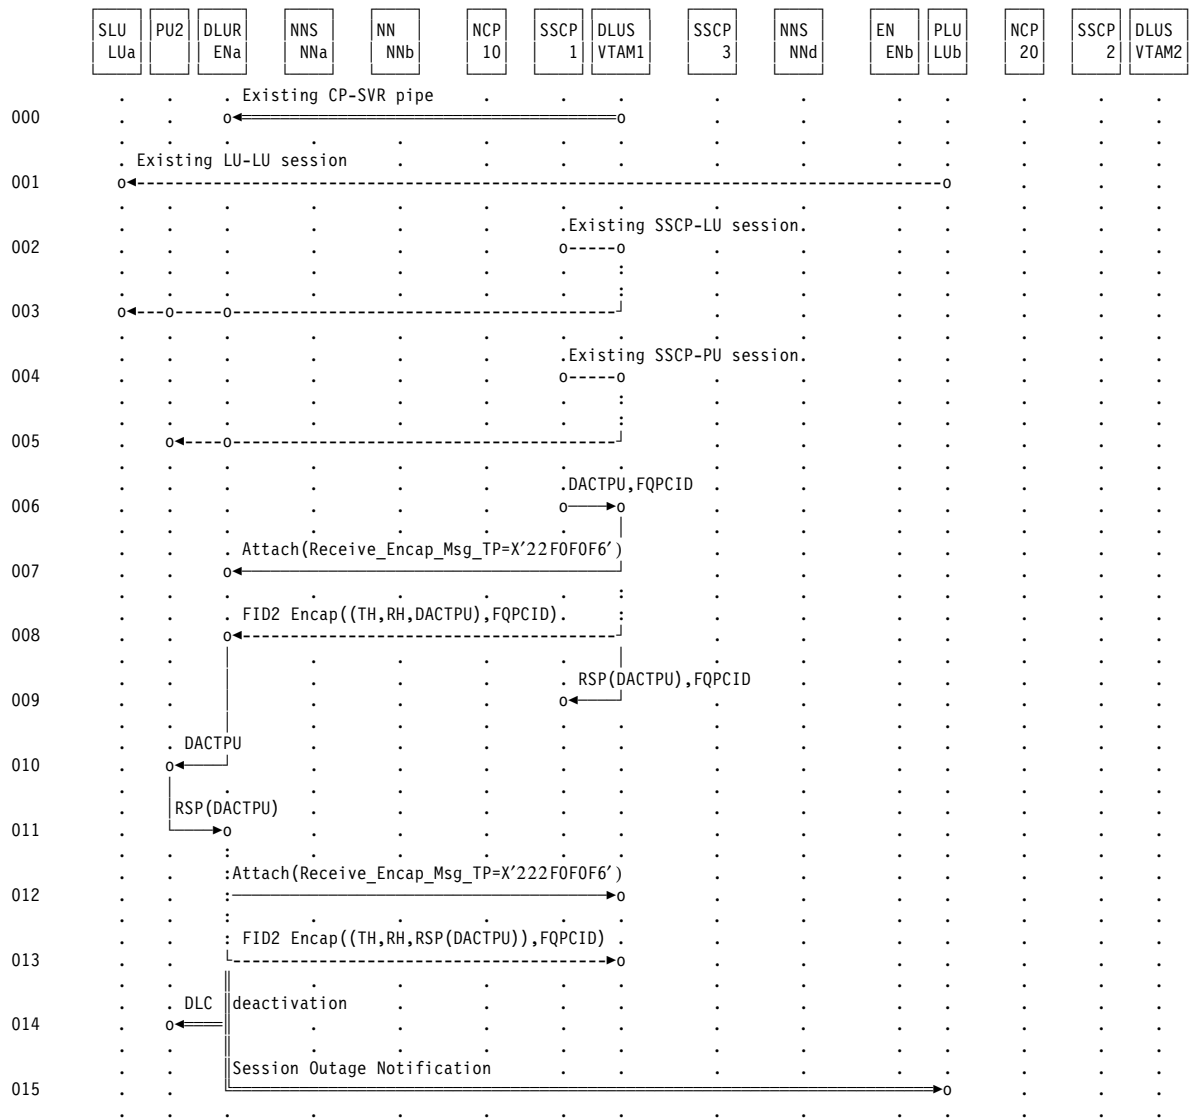 SLU PU2 DLUR NNS NN NCP SSCP DLUS SSCP NNS EN PLU NCP SSCP DLUS
LUa ENa NNa NNb 10 1 VTAM1 3 NNd ENb LUb 20 2 VTAM2
Existing CP-SVR pipe
000
Existing LU-LU session
001
Existing SSCP-LU session
002
003
Existing SSCP-PU session
004
005
DACTPU,FQPCID
006
Attach(Receive_Encap_Msg_TP=X'22F0F0F6')
007
FID2 Encap((TH,RH,DACTPU),FQPCID)
008
RSP(DACTPU),FQPCID
009
DACTPU
010
RSP(DACTPU)
011
Attach(Receive_Encap_Msg_TP=X'222F0F0F6')
012
FID2 Encap((TH,RH,RSP(DACTPU)),FQPCID)
013
DLC deactivation
014
Session Outage Notification
015